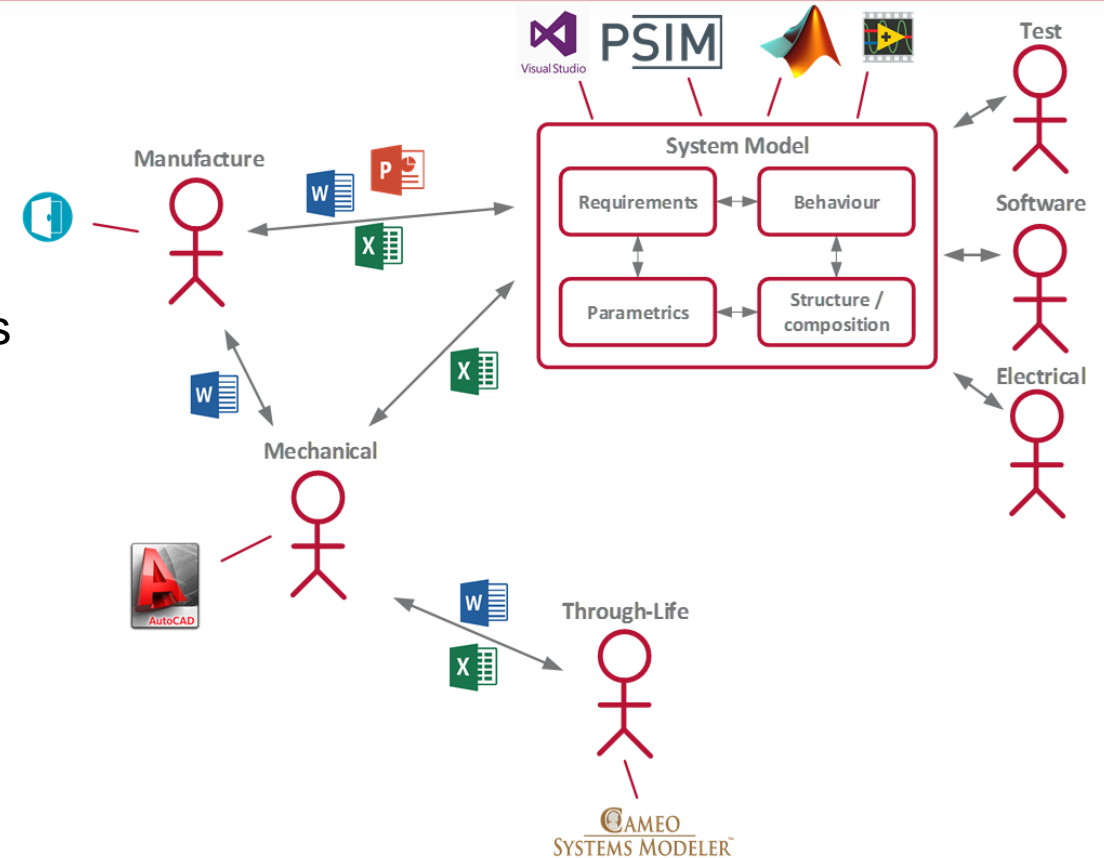 Visual Studio
PSIM
Test
System Model
Manufacture
P
W
Requirements
Behaviour
Software
X
s
Parametrics
Structure /
composition
X
W
Electrical
Mechanical
A
AutoCAD
W
Through-Life
X
CAMEO
SYSTEMS MODELER™